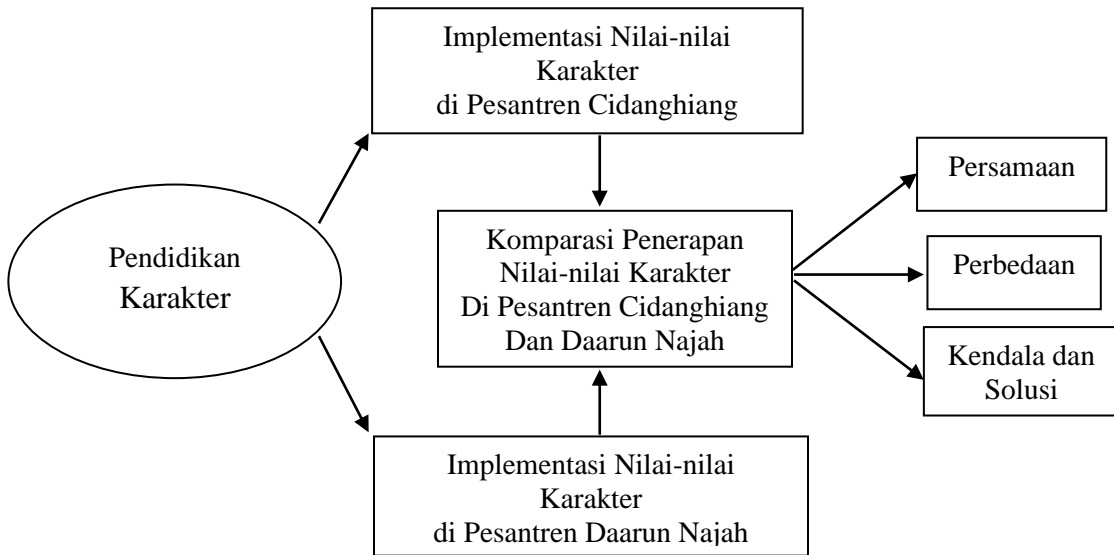 Implementasi Nilai-nilai
Karakter
di Pesantren Cidanghiang
Pendidikan
Karakter
Komparasi Penerapan
Nilai-nilai Karakter
Di Pesantren Cidanghiang
Dan Daarun Najah
Persamaan
Perbedaan
Kendala dan
Solusi
Implementasi Nilai-nilai
Karakter
di Pesantren Daarun Najah